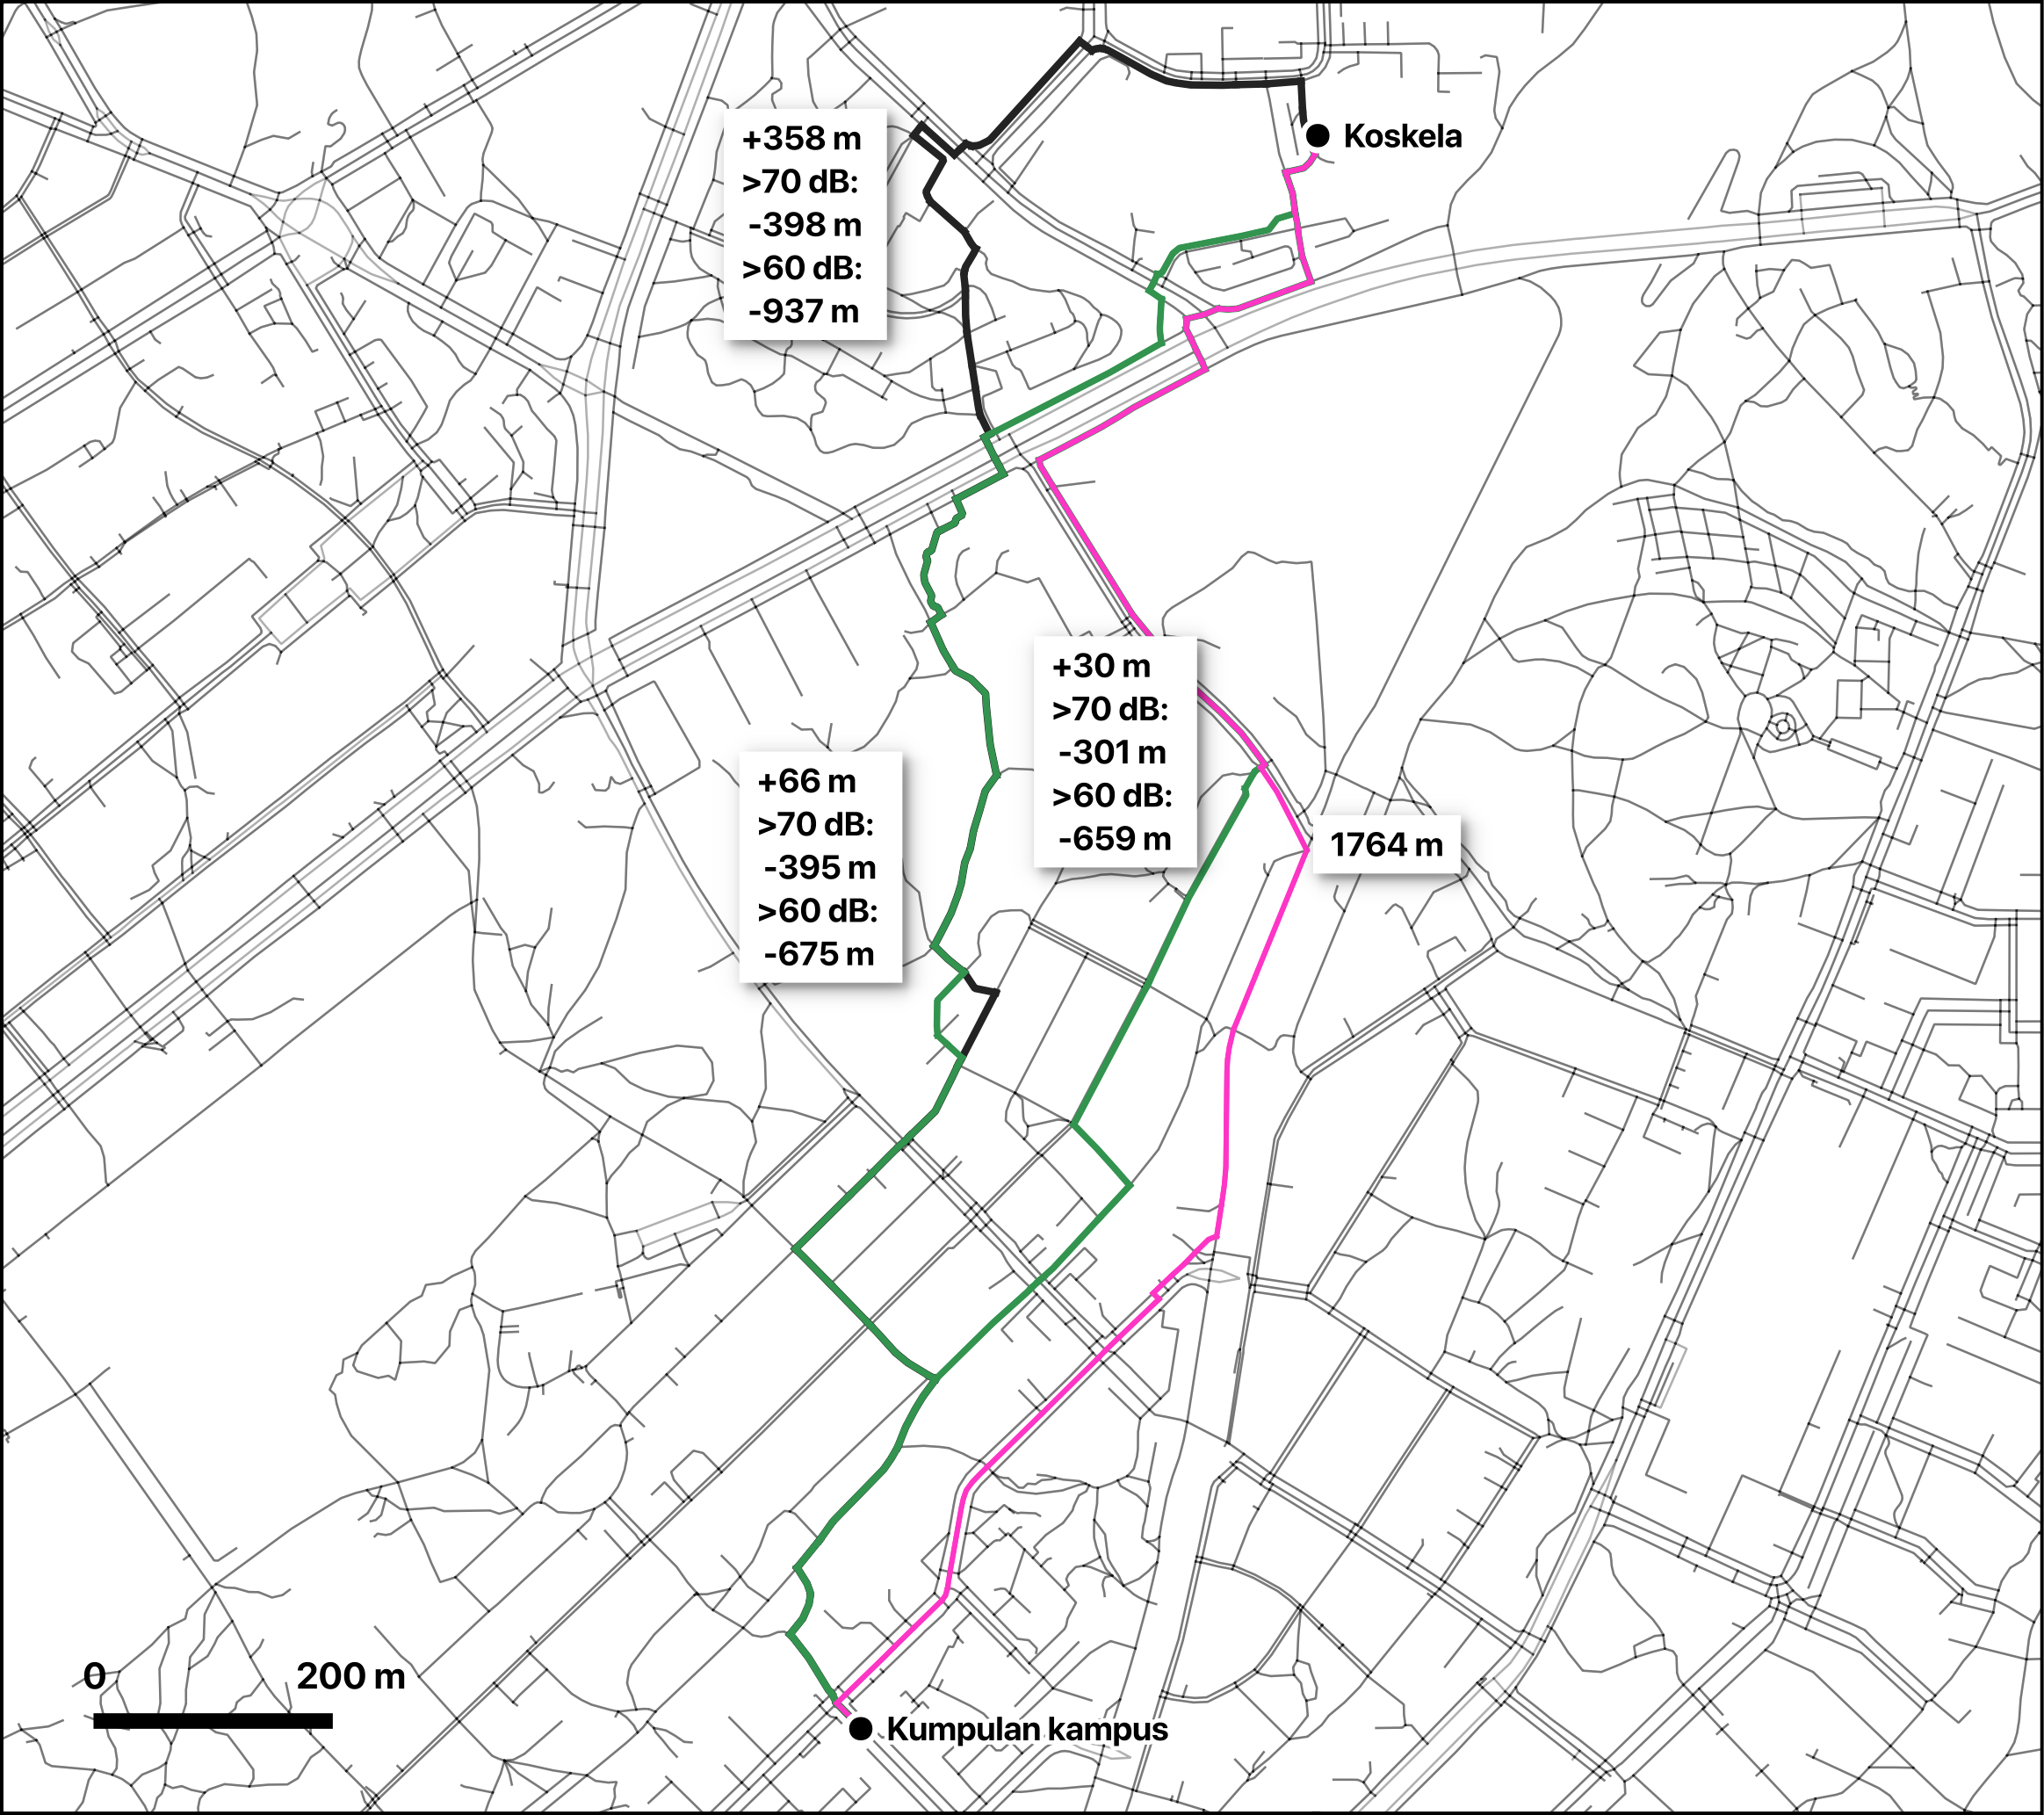 Koskela
+358 m
>70 dB:
-398 m
>60 dB:
-937 m
+30 m
>70 dB:
-301 m
>60 dB:
-659 m
+66 m
>70 dB:
-395 m
>60 dB:
-675 m
1764 m
0 200 m
Kumpulan kampus